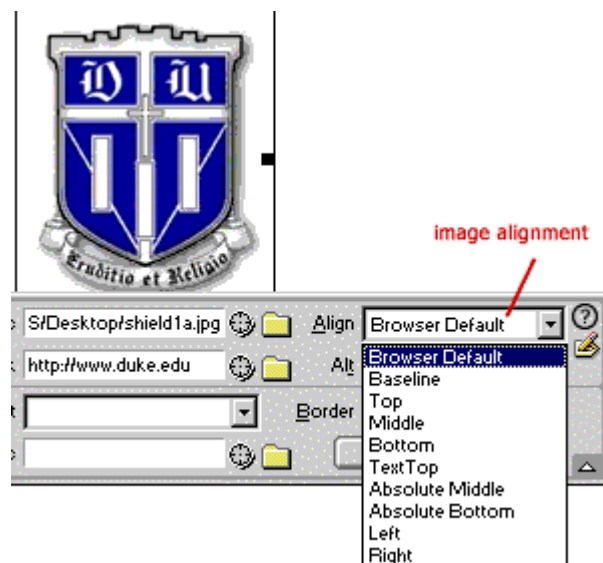 D U
Eruditio et Religio
image alignment
S/Desktop/shield1a.jpg Align Browser Default
http://www.duke.edu Alt
Border
Browser Default
Baseline
Top
Middle
Bottom
TextTop
Absolute Middle
Absolute Bottom
Left
Right